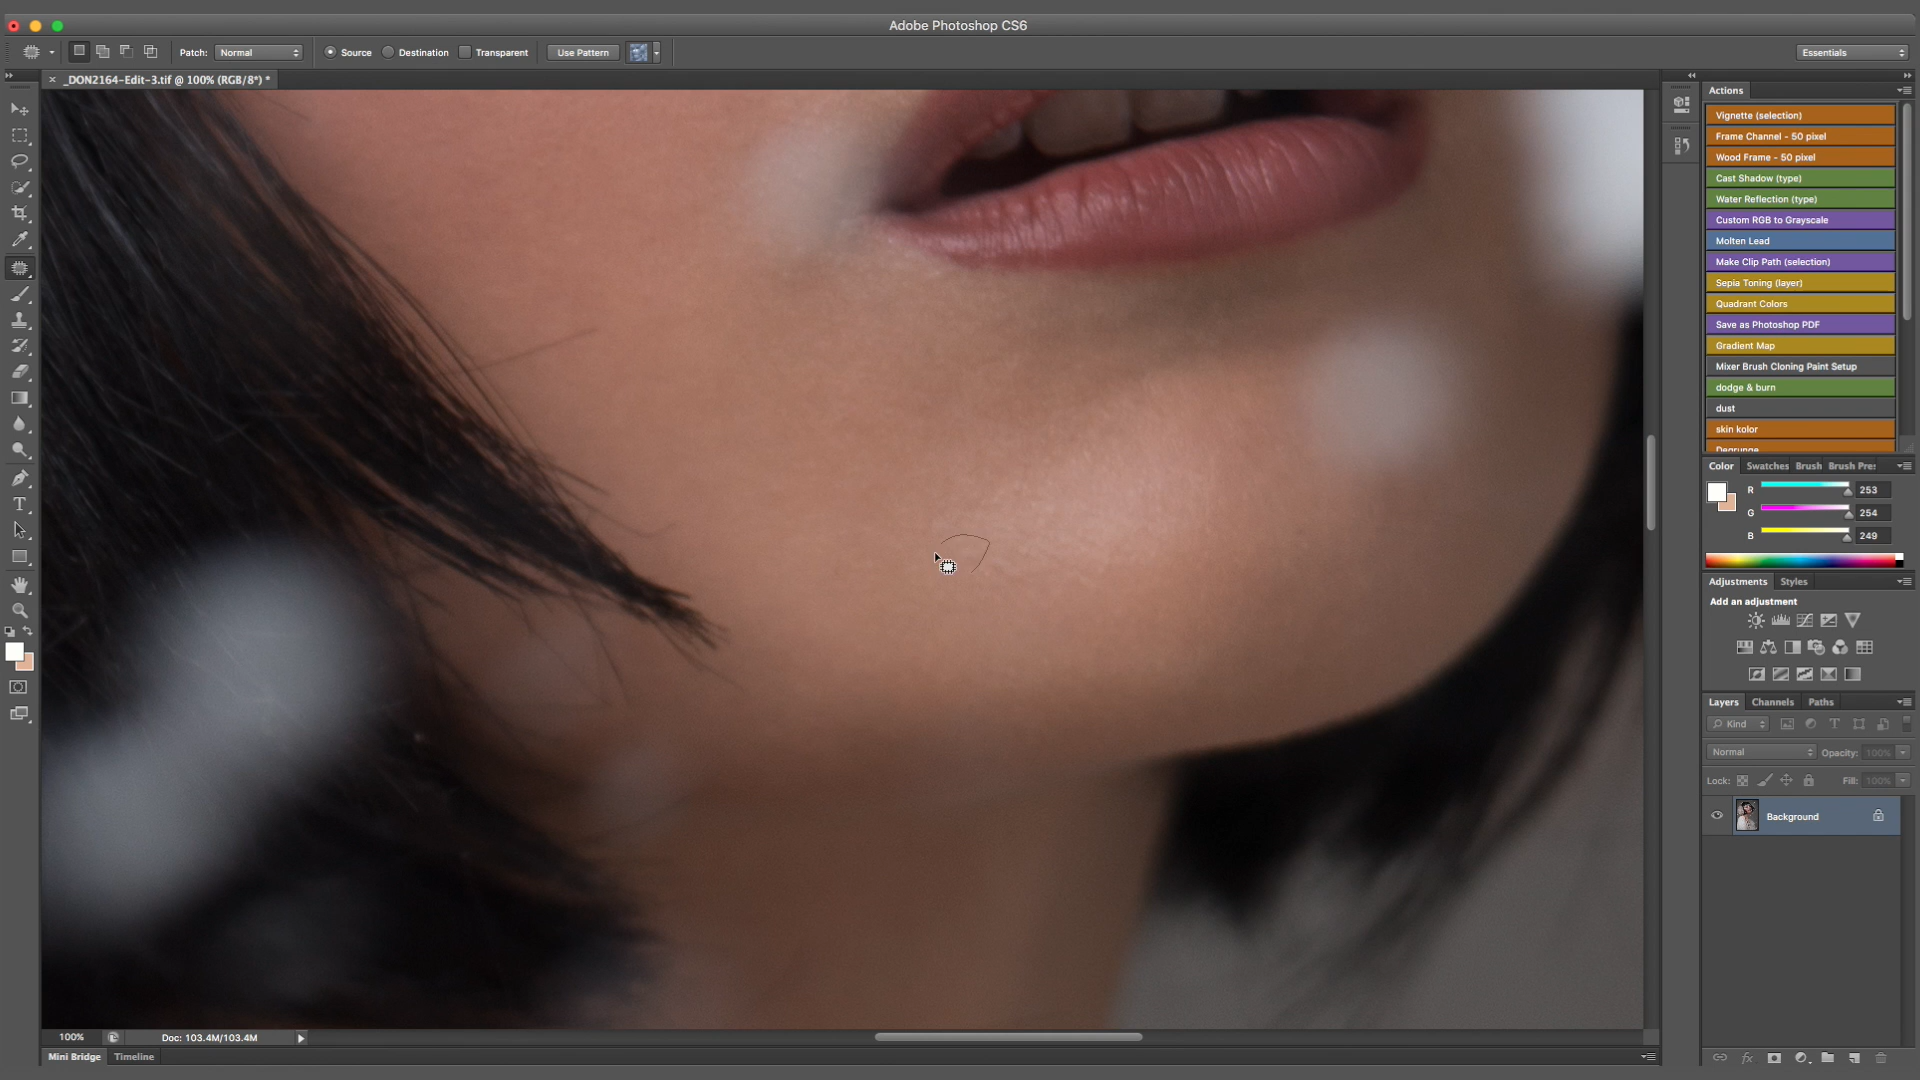 Adobe Photoshop CS6
Patch: Normal Source Destination Transparent Use Pattern Essentials
_DON2164-Edit-3.tif @ 100% (RGB/8*) *
Actions
Vignette (selection)
Frame Channel - 50 pixel
Wood Frame - 50 pixel
Cast Shadow (type)
Water Reflection (type)
Custom RGB to Grayscale
Molten Lead
Make Clip Path (selection)
Sepia Toning (layer)
Quadrant Colors
Save as Photoshop PDF
Gradient Map
Mixer Brush Cloning Paint Setup
dodge & burn
dust
skin kolor
Degrunge
Color Swatches Brush Brush Pre:
R 253
G 254
B 249
Adjustments Styles
Add an adjustment
Layers Channels Paths
Kind
Normal Opacity: 100%
Lock: Fill: 100%
Background
100% Doc: 103.4M/103.4M
Mini Bridge Timeline